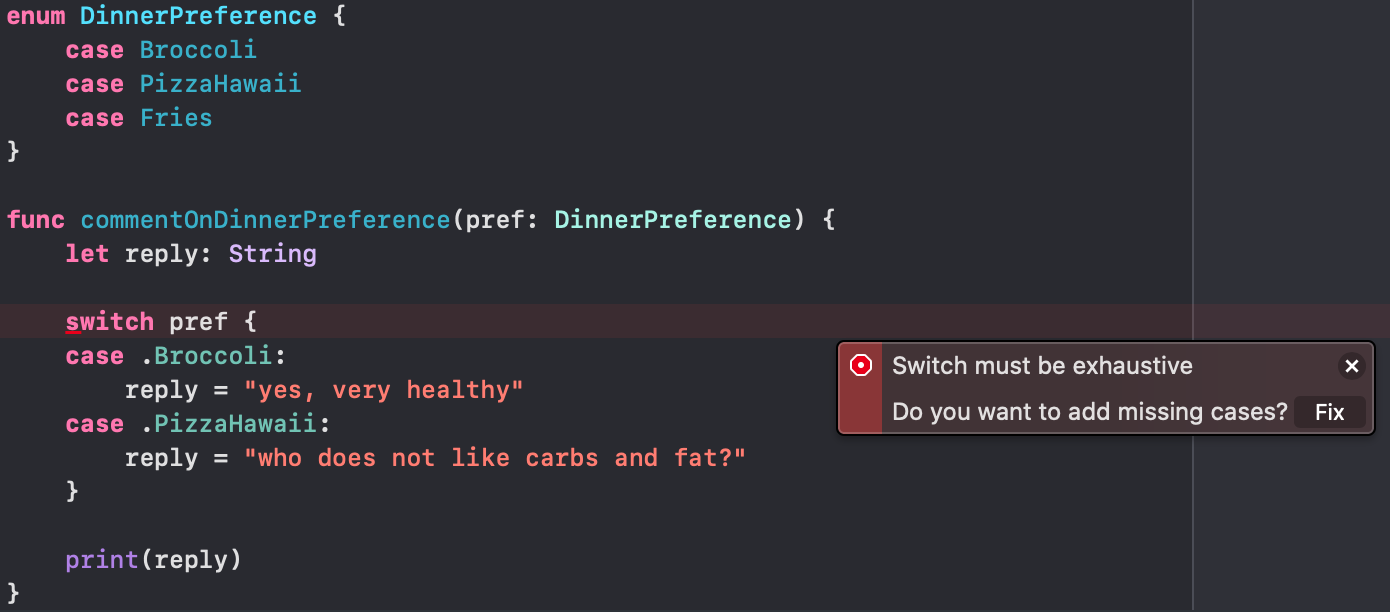 enum DinnerPreference {
    case Broccoli
    case PizzaHawaii
    case Fries
}

func commentOnDinnerPreference(pref: DinnerPreference) {
    let reply: String

    switch pref {
    case .Broccoli:
        reply = "yes, very healthy"
    case .PizzaHawaii:
        reply = "who does not like carbs and fat?"
    }

    print(reply)
}
Switch must be exhaustive
Do you want to add missing cases? Fix